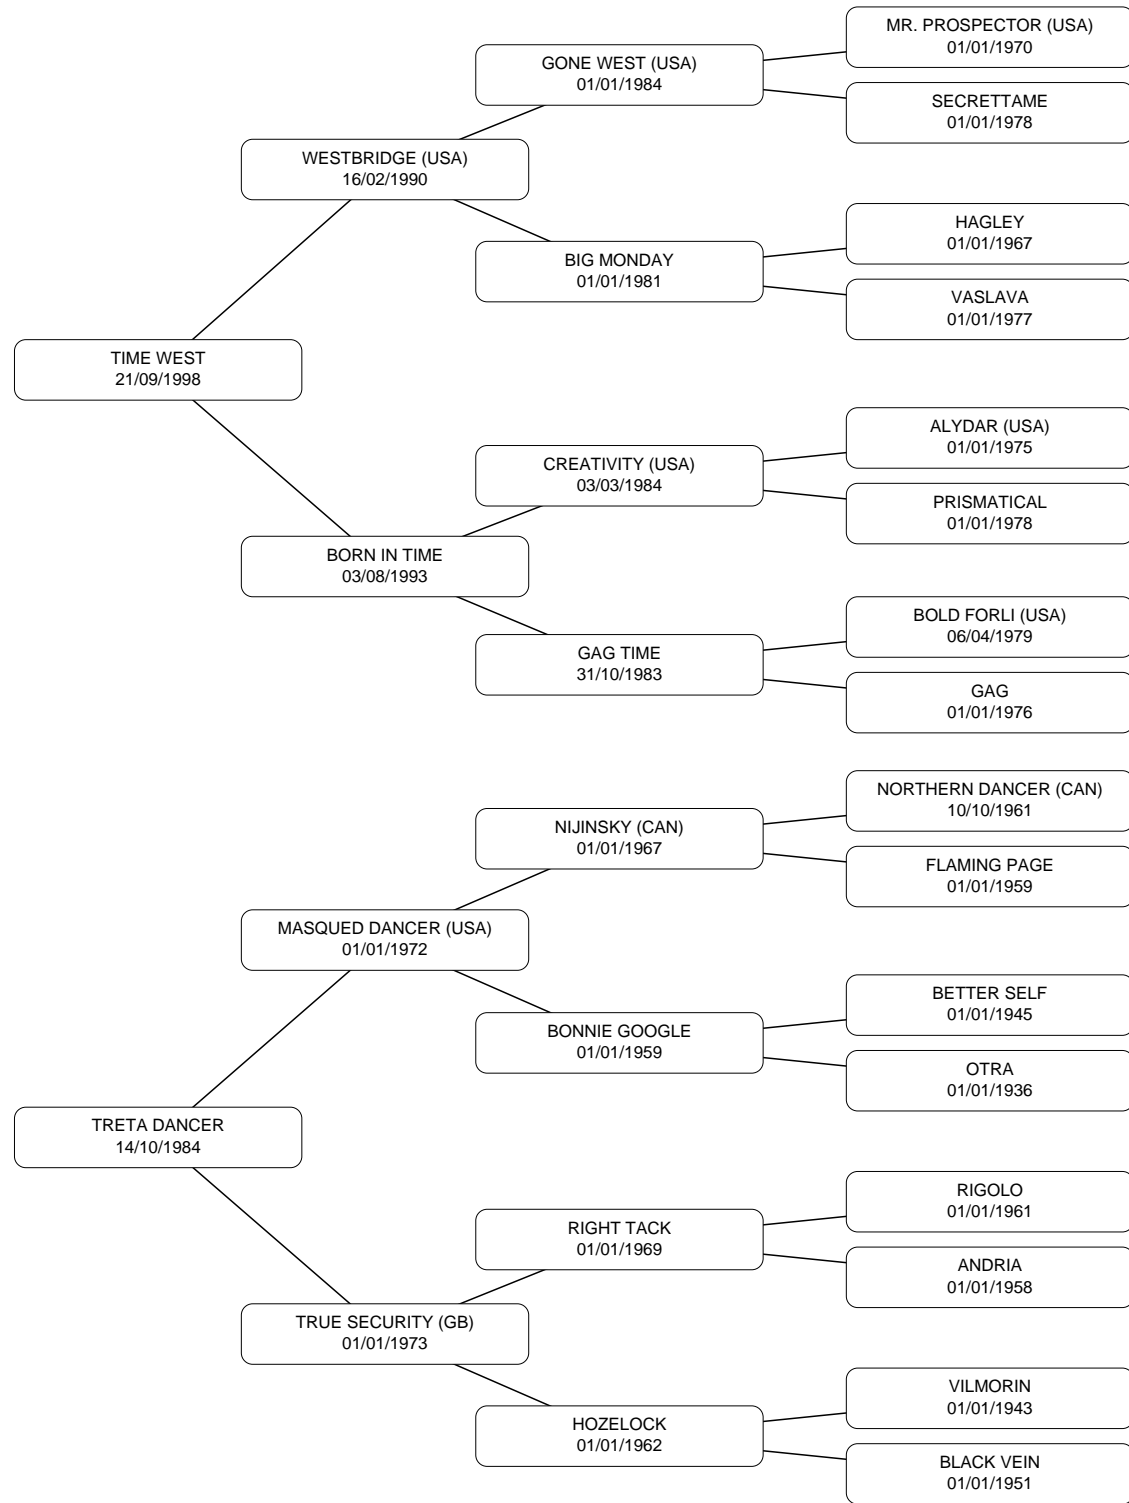 MR. PROSPECTOR (USA)
01/01/1970
GONE WEST (USA)
01/01/1984
SECRETTAME
01/01/1978
WESTBRIDGE (USA)
16/02/1990
HAGLEY
01/01/1967
BIG MONDAY
01/01/1981
VASLAVA
01/01/1977
TIME WEST
21/09/1998
ALYDAR (USA)
01/01/1975
CREATIVITY (USA)
03/03/1984
PRISMATICAL
01/01/1978
BORN IN TIME
03/08/1993
BOLD FORLI (USA)
06/04/1979
GAG TIME
31/10/1983
GAG
01/01/1976
NORTHERN DANCER (CAN)
10/10/1961
NIJINSKY (CAN)
01/01/1967
FLAMING PAGE
01/01/1959
MASQUED DANCER (USA)
01/01/1972
BETTER SELF
01/01/1945
BONNIE GOOGLE
01/01/1959
OTRA
01/01/1936
TRETA DANCER
14/10/1984
RIGOLO
01/01/1961
RIGHT TACK
01/01/1969
ANDRIA
01/01/1958
TRUE SECURITY (GB)
01/01/1973
VILMORIN
01/01/1943
HOZELOCK
01/01/1962
BLACK VEIN
01/01/1951